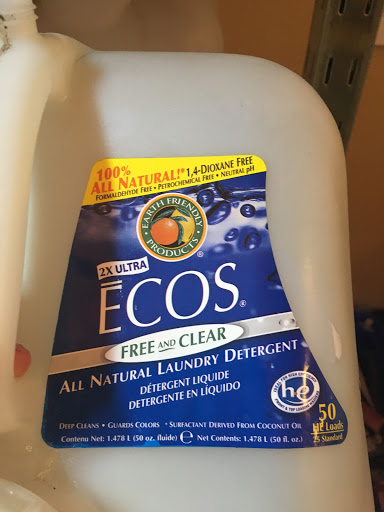 100%
ALL NATURAL!* 1,4-DIOXANE FREE
FORMALDEHYDE FREE • PETROCHEMICAL FREE • NEUTRAL pH
• EARTH FRIENDLY •
PRODUCTS
®
2X ULTRA
ECOS®
FREE AND CLEAR
ALL NATURAL LAUNDRY DETERGENT
DÉTERGENT LIQUIDE
DETERGENTE EN LÍQUIDO
he
50
HE Loads
25 Standard
DEEP CLEANS • GUARDS COLORS • SURFACTANT DERIVED FROM COCONUT OIL
Contenu Net: 1.478 L (50 oz. fluide) Ⓔ Net Contents: 1.478 L (50 fl oz.)